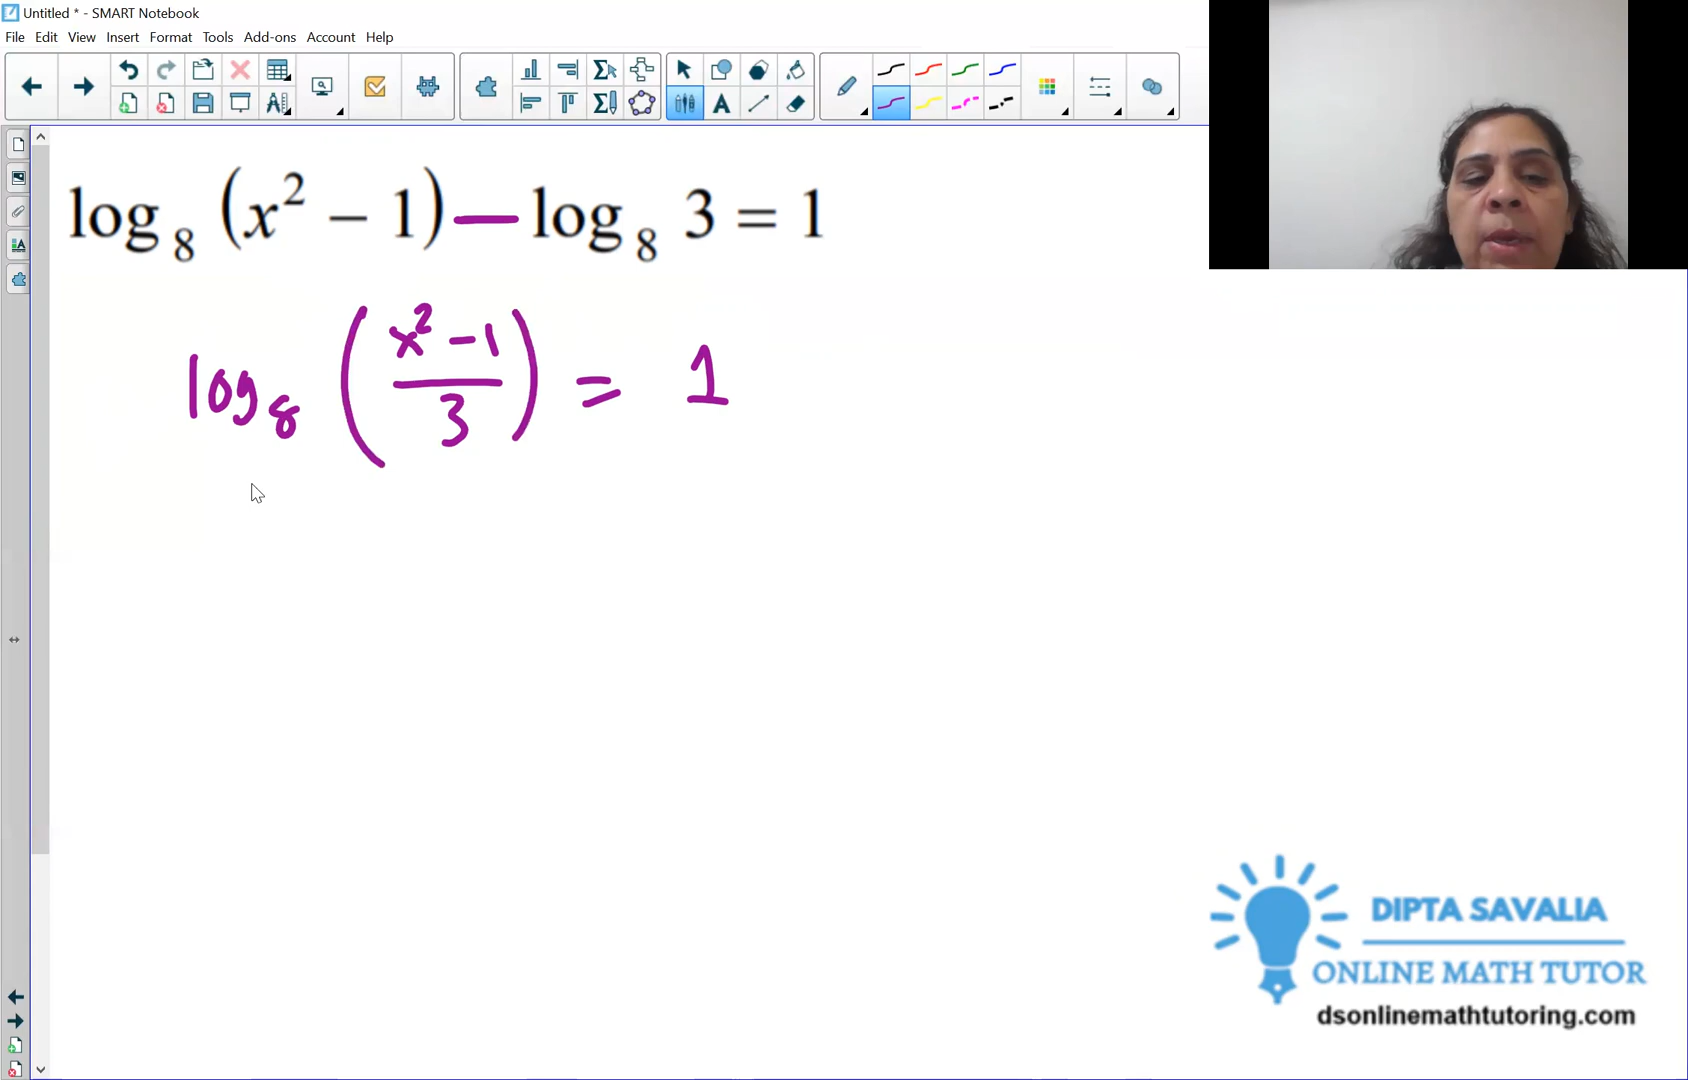 Untitled * - SMART Notebook
File Edit View Insert Format Tools Add-ons Account Help
log₈ (x² − 1) — log₈ 3 = 1
log₈ ((x² - 1)/3) = 1
DIPTA SAVALIA
ONLINE MATH TUTOR
dsonlinemathtutoring.com